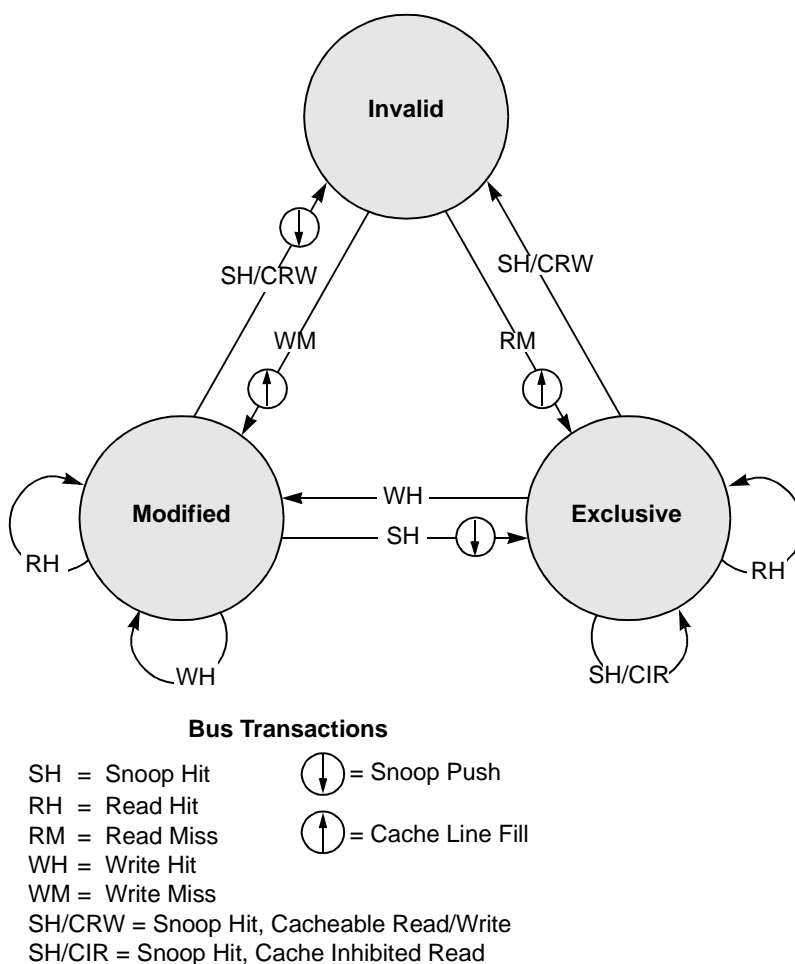 Invalid
SH/CRW
SH/CRW
WM
RM
WH
Modified
Exclusive
SH
RH
RH
WH
SH/CIR
Bus Transactions
SH = Snoop Hit
= Snoop Push
RH = Read Hit
RM = Read Miss
= Cache Line Fill
WH = Write Hit
WM = Write Miss
SH/CRW = Snoop Hit, Cacheable Read/Write
SH/CIR = Snoop Hit, Cache Inhibited Read